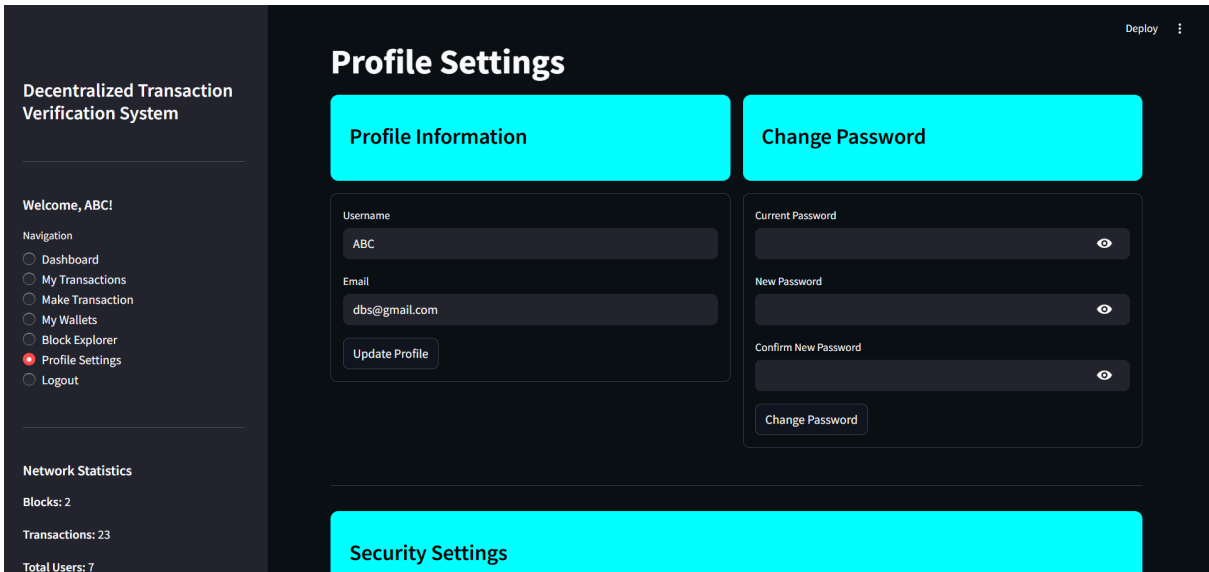 Deploy
Decentralized Transaction
Verification System
Welcome, ABC!
Navigation
Dashboard
My Transactions
Make Transaction
My Wallets
Block Explorer
Profile Settings
Logout
Network Statistics
Blocks: 2
Transactions: 23
Total Users: 7
Profile Settings
Profile Information
Username
ABC
Email
dbs@gmail.com
Update Profile
Change Password
Current Password
New Password
Confirm New Password
Change Password
Security Settings